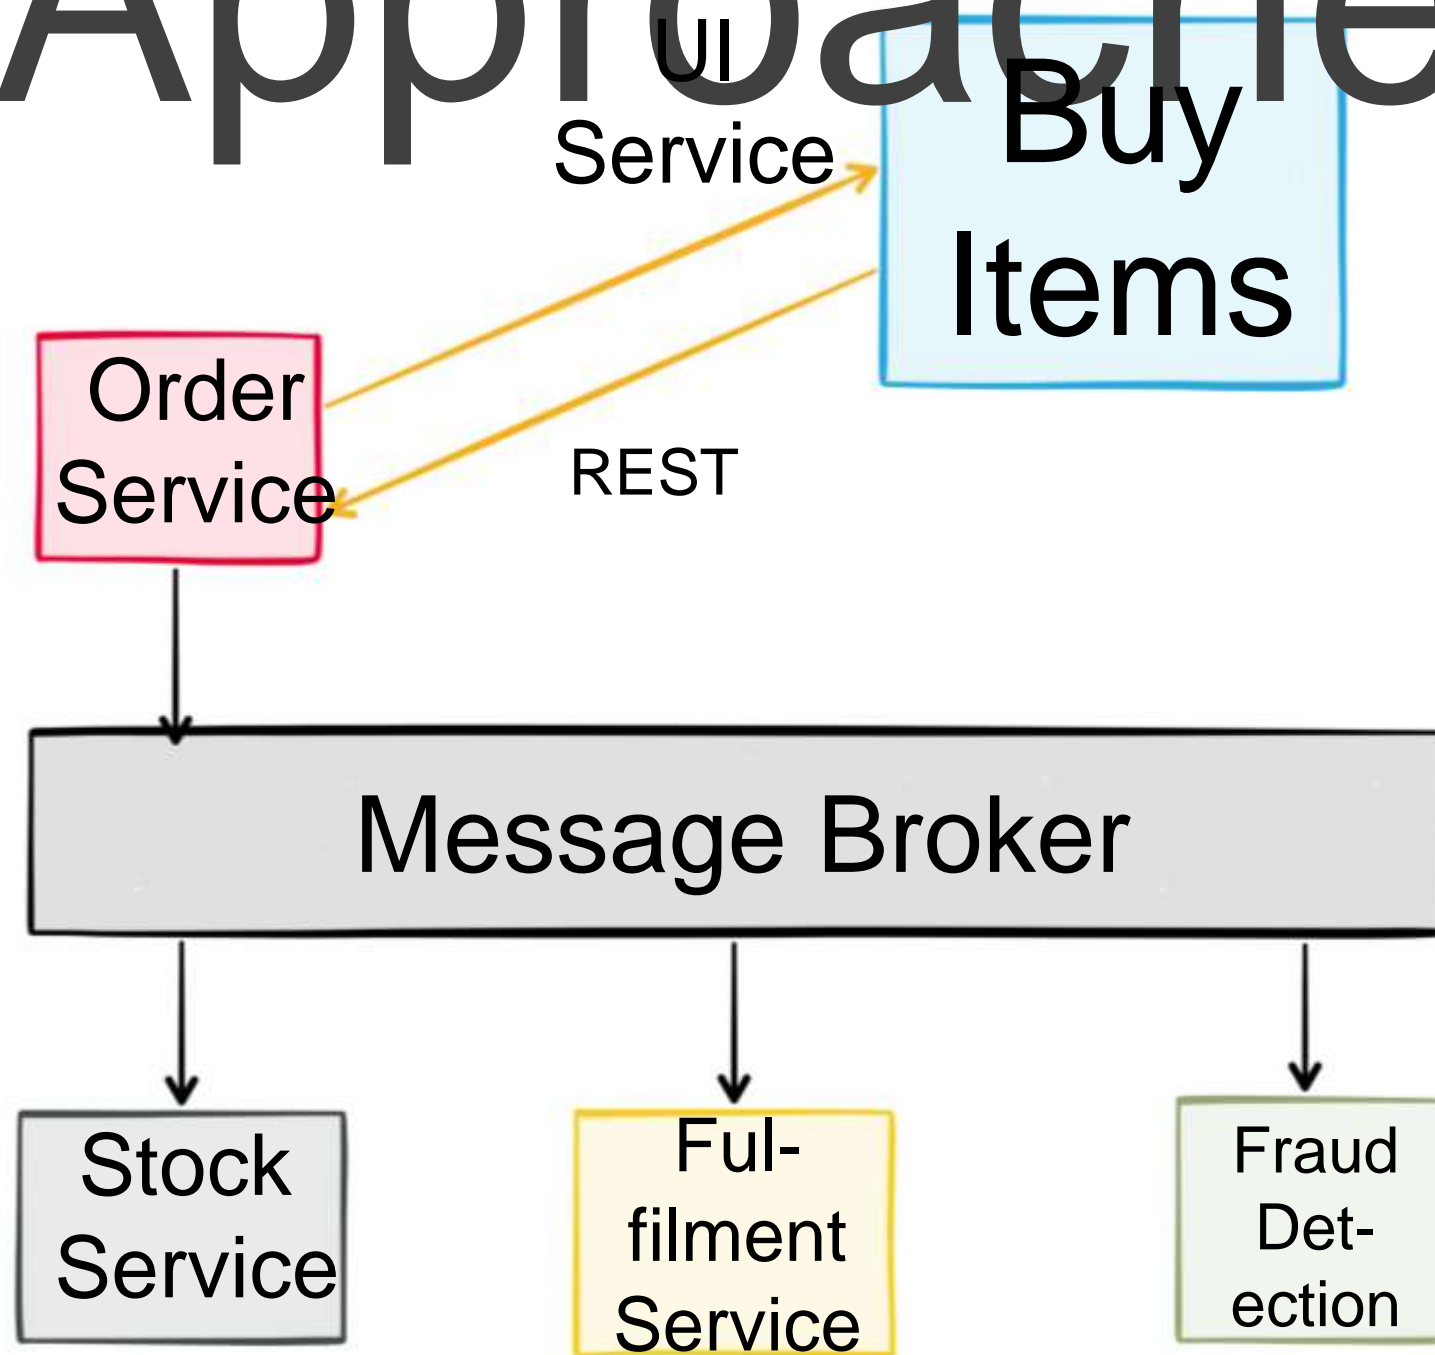 Approache
UI
Service
Buy
Items
Order
Service
REST
Message Broker
Stock
Service
Ful-
filment
Service
Fraud
Det-
ection